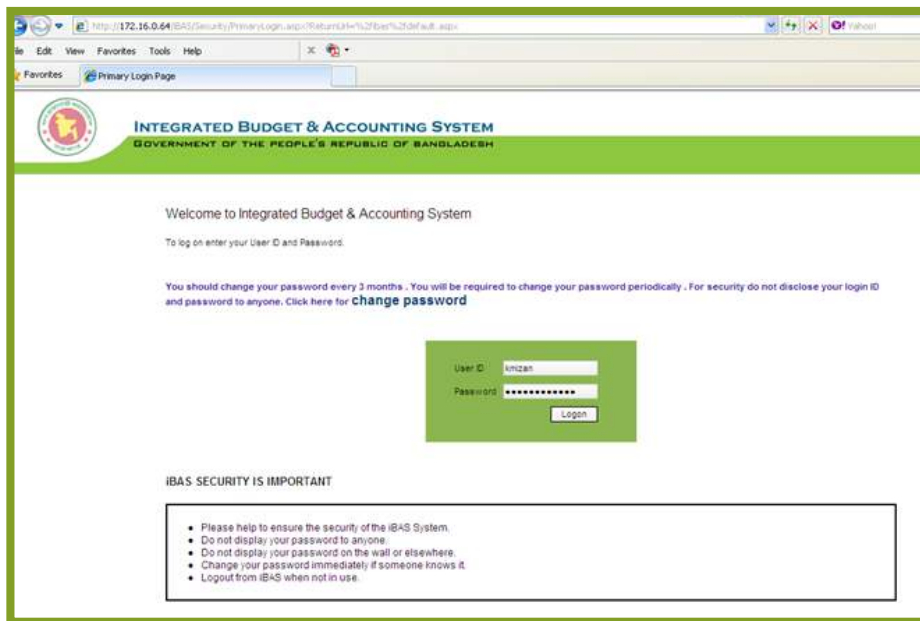 http://172.16.0.64/iBAS/Security/PrimaryLogin.aspx?ReturnUrl=%2fibas%2fdefault.aspx
Yahoo!
Edit View Favorites Tools Help
Favorites Primary Login Page
INTEGRATED BUDGET & ACCOUNTING SYSTEM
GOVERNMENT OF THE PEOPLE'S REPUBLIC OF BANGLADESH
Welcome to Integrated Budget & Accounting System
To log on enter your User ID and Password.
You should change your password every 3 months . You will be required to change your password periodically . For security do not disclose your login ID
and password to anyone. Click here for change password
User ID kmizan
Password ••••••••••••
Logon
iBAS SECURITY IS IMPORTANT
• Please help to ensure the security of the iBAS System.
• Do not display your password to anyone.
• Do not display your password on the wall or elsewhere.
• Change your password immediately if someone knows it.
• Logout from iBAS when not in use.